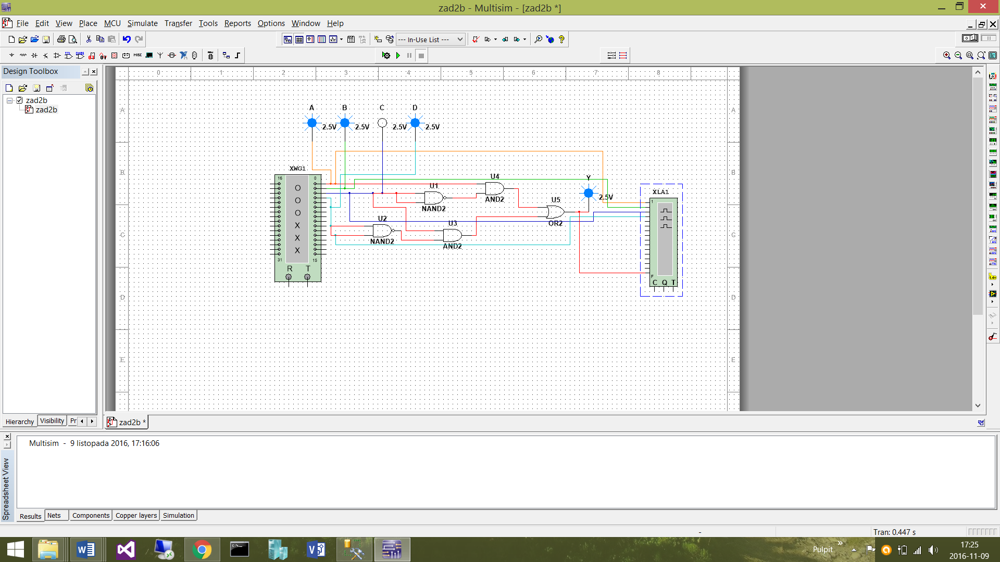 zad2b - Multisim - [zad2b *]
File Edit View Place MCU Simulate Transfer Tools Reports Options Window Help
--- In-Use List ---
MISC
Design Toolbox
zad2b
zad2b
Hierarchy Visibility Pr
0 1 2 3 4 5 6 7 8
A A
B B
C C
D D
E E
A B C D
2.5V 2.5V 2.5V 2.5V
XWG1
16 0
O
O
O
X
X
X
31 15
R T
U1
NAND2
U2
NAND2
U3
AND2
U4
AND2
U5
OR2
Y
2.5V
XLA1
1
F
C Q T
zad2b *
Multisim - 9 listopada 2016, 17:16:06
Spreadsheet View
Results Nets Components Copper layers Simulation
- Tran: 0.447 s
Pulpit
17:25
2016-11-09